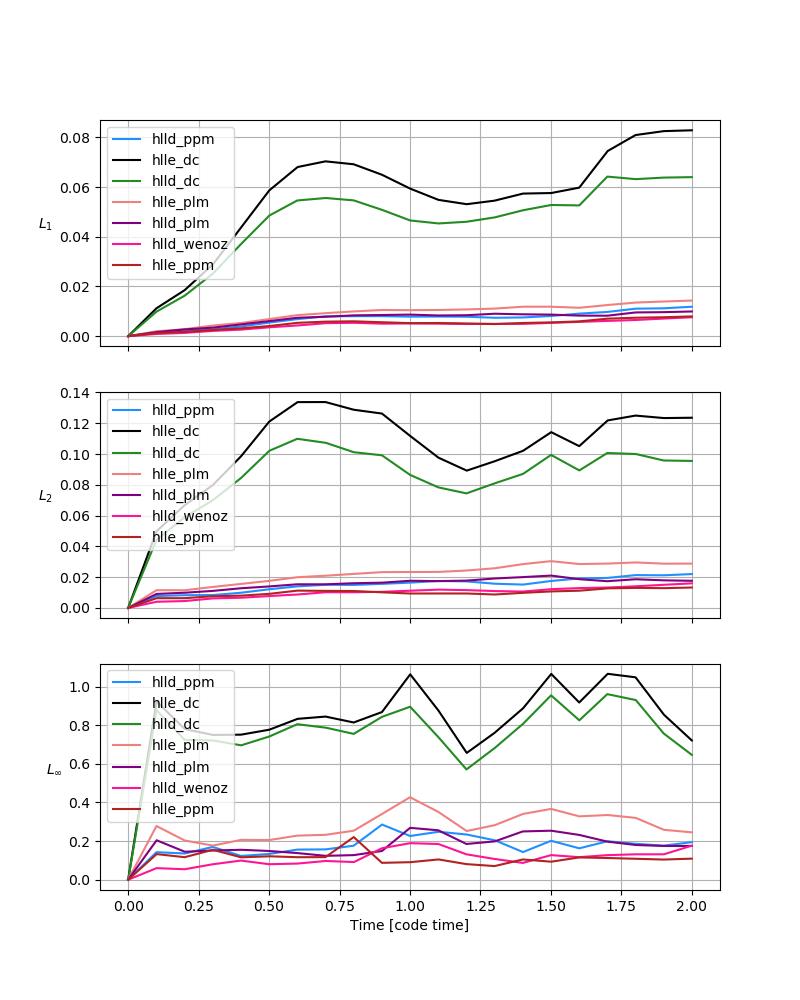 0.08
0.06
0.04
0.02
0.00
L1
hlld_ppm
hlle_dc
hlld_dc
hlle_plm
hlld_plm
hlld_wenoz
hlle_ppm
0.14
0.12
0.10
0.08
0.06
0.04
0.02
0.00
L2
hlld_ppm
hlle_dc
hlld_dc
hlle_plm
hlld_plm
hlld_wenoz
hlle_ppm
1.0
0.8
0.6
0.4
0.2
0.0
L∞
hlld_ppm
hlle_dc
hlld_dc
hlle_plm
hlld_plm
hlld_wenoz
hlle_ppm
0.00 0.25 0.50 0.75 1.00 1.25 1.50 1.75 2.00
Time [code time]